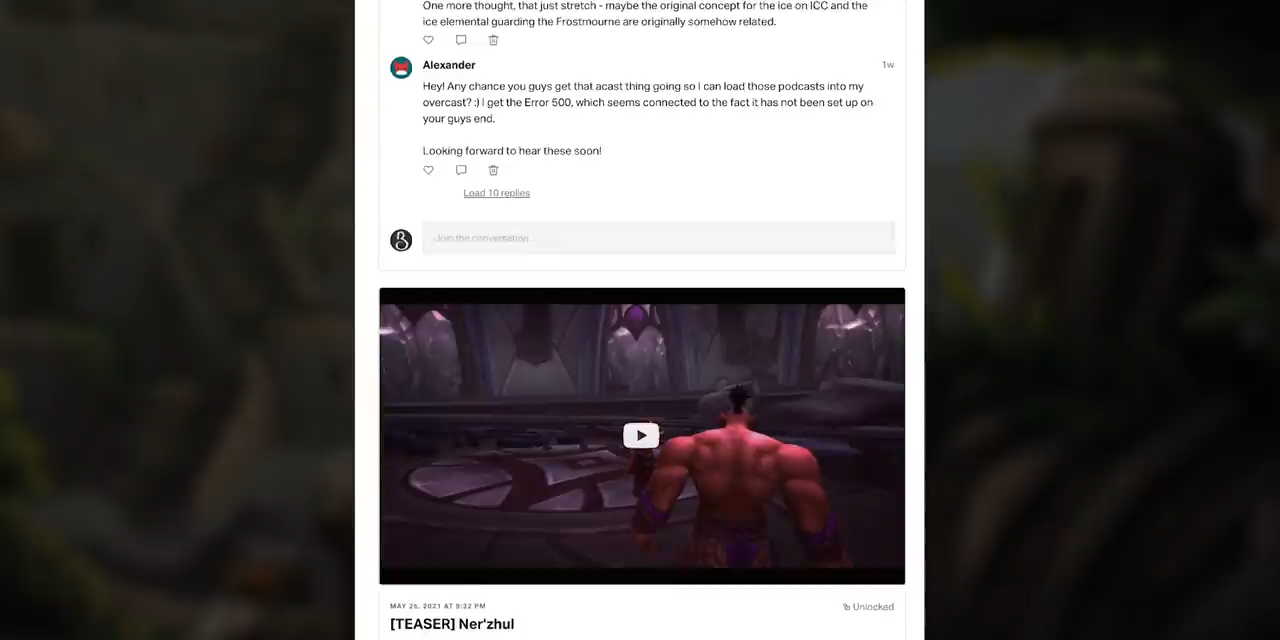 One more thought, that just stretch - maybe the original concept for the ice on ICC and the
ice elemental guarding the Frostmourne are originally somehow related.
Alexander
1w
Hey! Any chance you guys get that acast thing going so I can load those podcasts into my
overcast? :) I get the Error 500, which seems connected to the fact it has not been set up on
your guys end.
Looking forward to hear these soon!
Load 10 replies
Join the conversation...
MAY 25, 2021 AT 9:32 PM
Unlocked
[TEASER] Ner'zhul